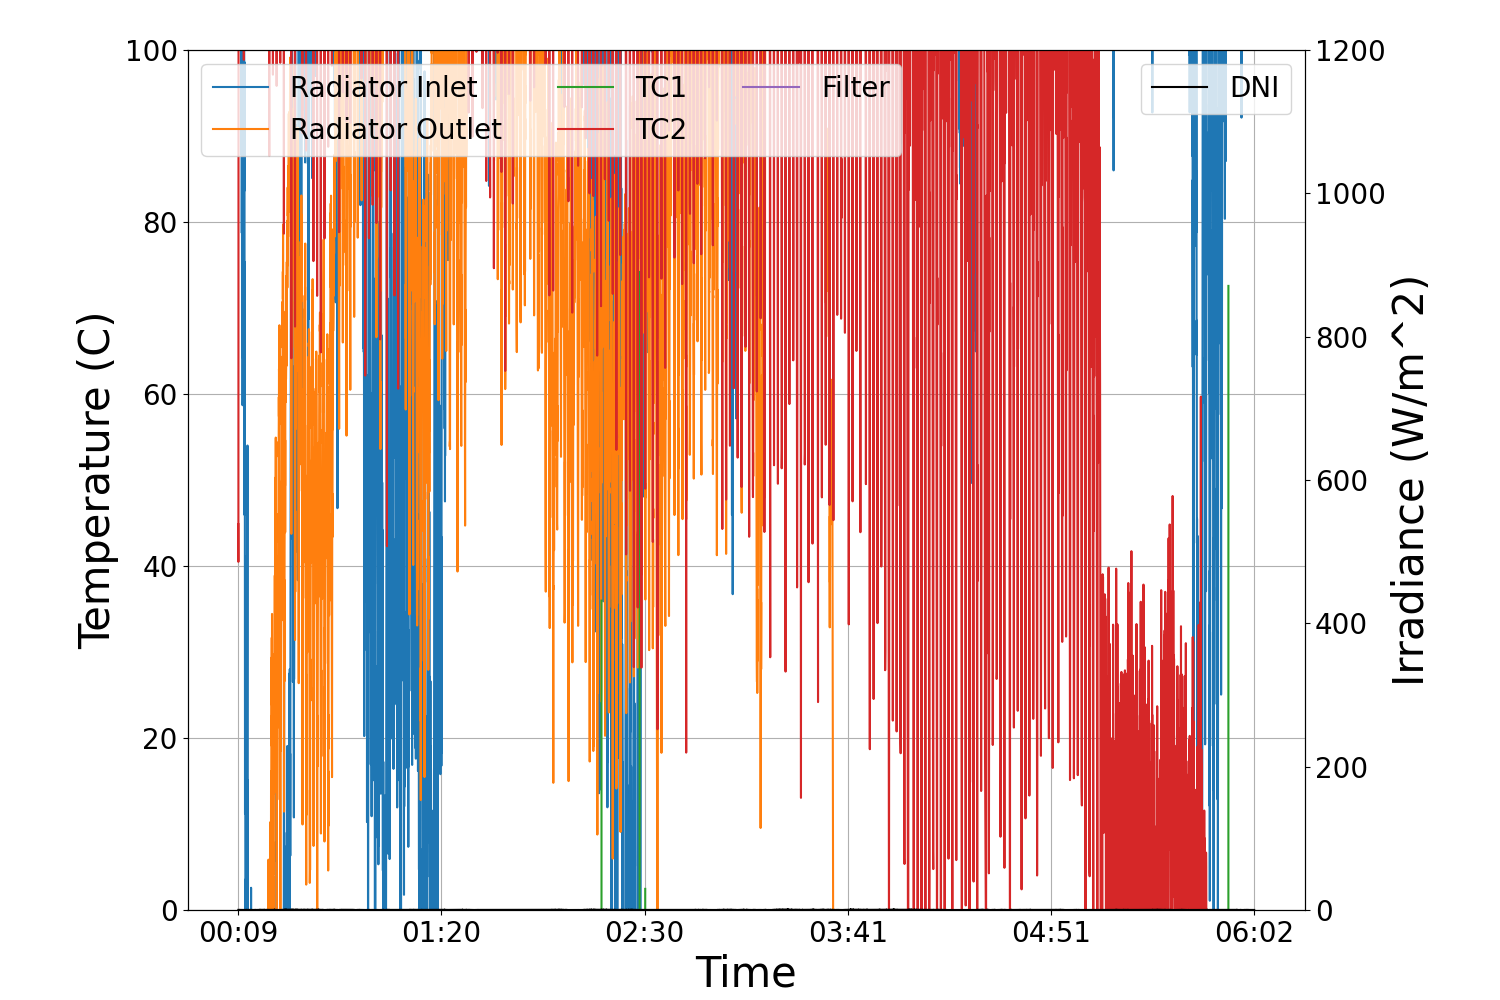 100
80
60
40
20
0
Temperature (C)
Radiator Inlet
Radiator Outlet
TC1
TC2
Filter
DNI
1200
1000
800
600
400
200
0
Irradiance (W/m^2)
00:09
01:20
02:30
03:41
04:51
06:02
Time